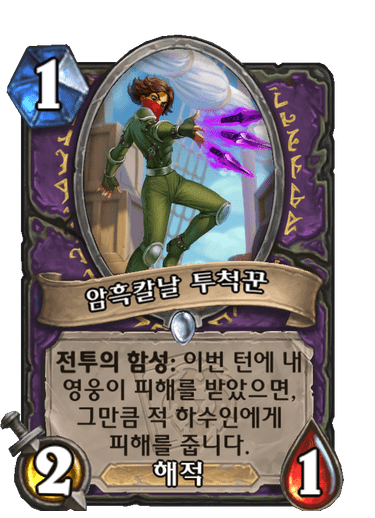 1
암흑칼날 투척꾼
전투의 함성: 이번 턴에 내
영웅이 피해를 받았으면,
그만큼 적 하수인에게
피해를 줍니다.
해적
2
1